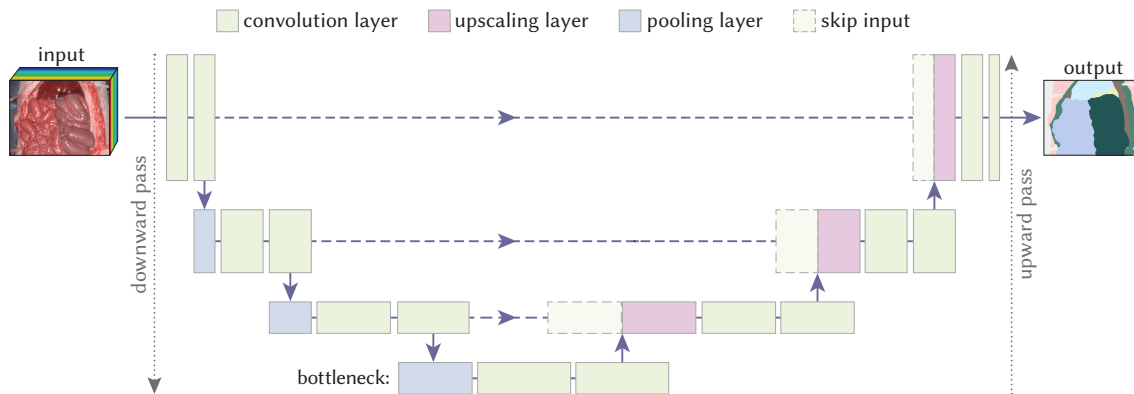 convolution layer
upscaling layer
pooling layer
skip input
input
output
downward pass
upward pass
bottleneck: